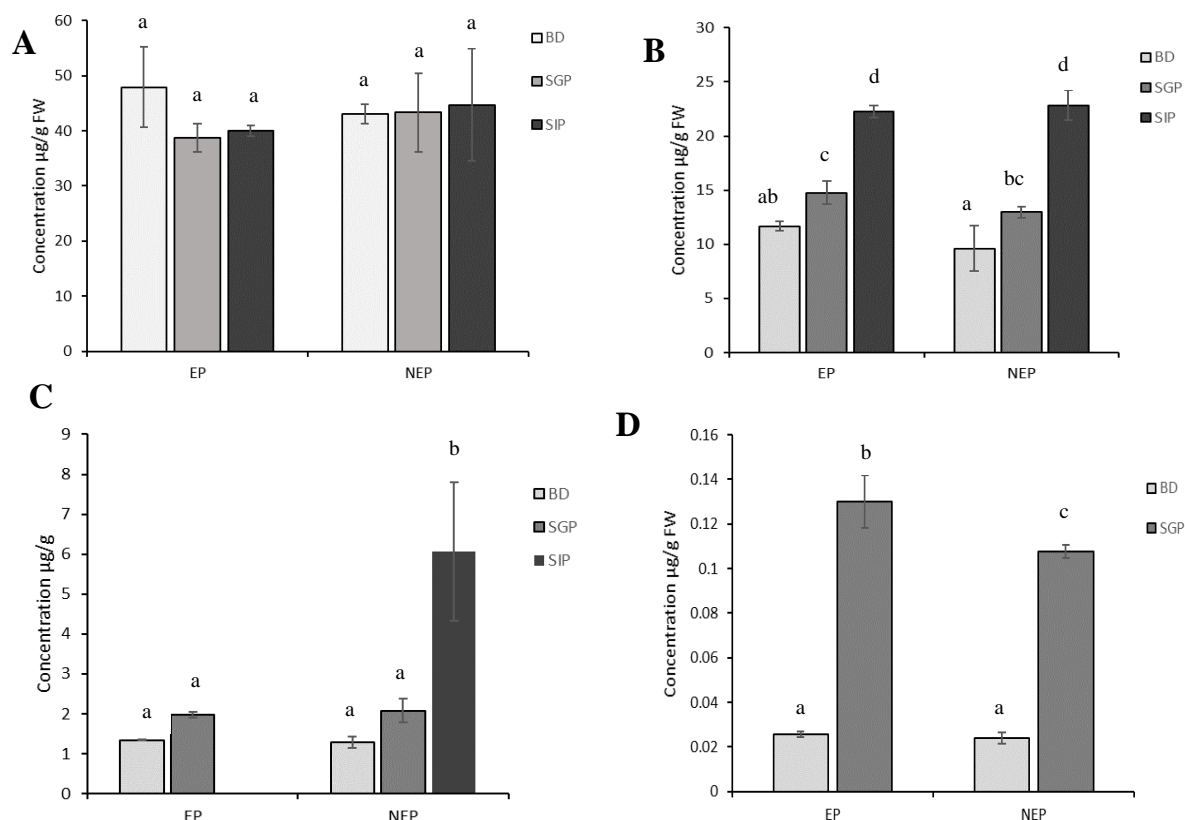 A
Concentration µg/g FW
60
50
40
30
20
10
0
a
a
a
a
a
a
EP
NEP
BD
SGP
SIP
B
Concentration µg/g FW
30
25
20
15
10
5
0
ab
c
d
a
bc
d
EP
NEP
BD
SGP
SIP
C
Concentration µg/g
9
8
7
6
5
4
3
2
1
0
a
a
a
a
b
EP
NEP
BD
SGP
SIP
D
Concentration µg/g FW
0.16
0.14
0.12
0.1
0.08
0.06
0.04
0.02
0
a
b
a
c
EP
NEP
BD
SGP